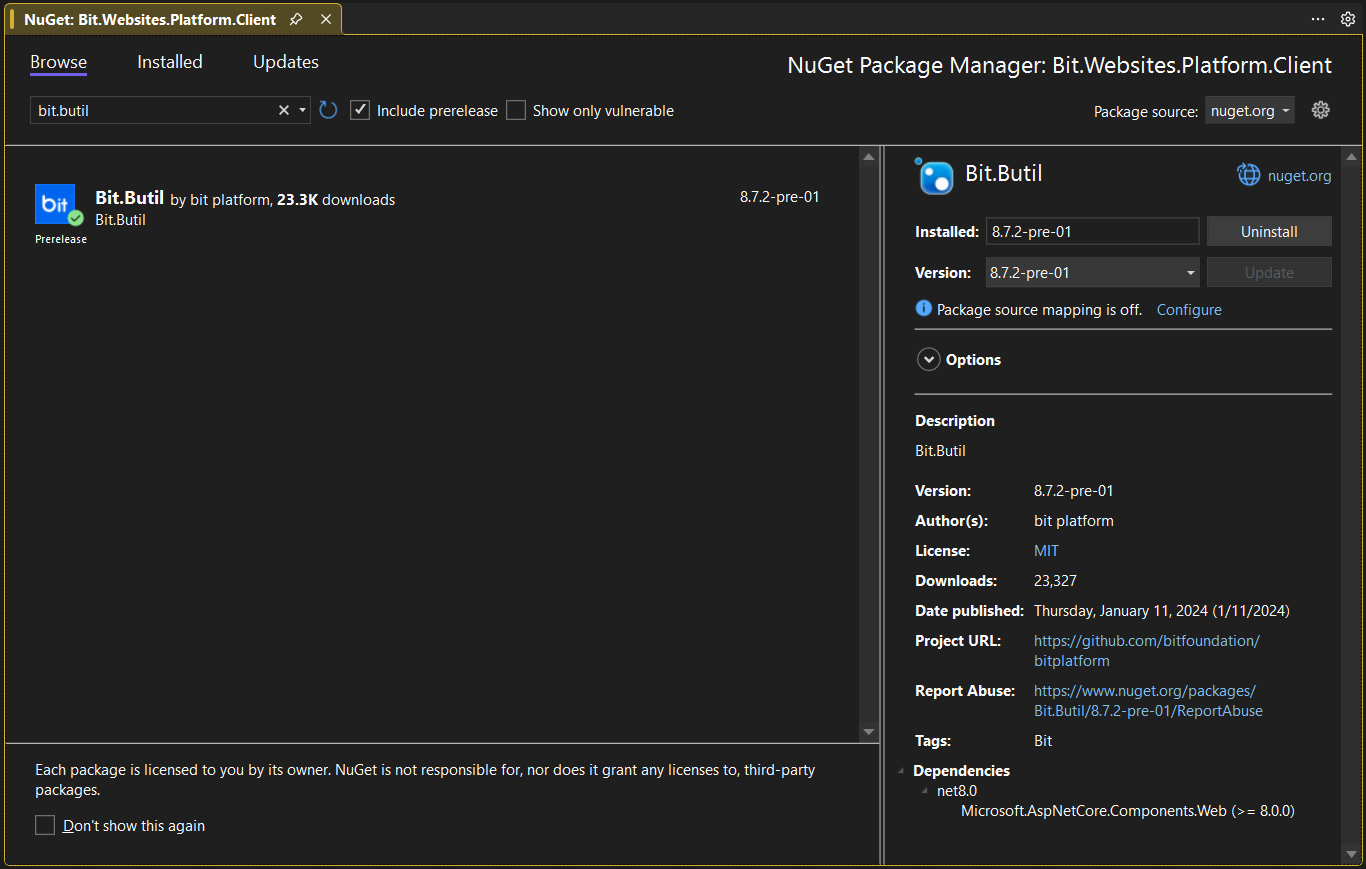 NuGet: Bit.Websites.Platform.Client
Browse Installed Updates
NuGet Package Manager: Bit.Websites.Platform.Client
bit.butil
Include prerelease
Show only vulnerable
Package source: nuget.org
bit
Prerelease
Bit.Butil by bit platform, 23.3K downloads
8.7.2-pre-01
Bit.Butil
Each package is licensed to you by its owner. NuGet is not responsible for, nor does it grant any licenses to, third-party
packages.
Don't show this again
Bit.Butil
nuget.org
Installed: 8.7.2-pre-01 Uninstall
Version: 8.7.2-pre-01 Update
Package source mapping is off. Configure
Options
Description
Bit.Butil
Version: 8.7.2-pre-01
Author(s): bit platform
License: MIT
Downloads: 23,327
Date published: Thursday, January 11, 2024 (1/11/2024)
Project URL: https://github.com/bitfoundation/
bitplatform
Report Abuse: https://www.nuget.org/packages/
Bit.Butil/8.7.2-pre-01/ReportAbuse
Tags: Bit
Dependencies
net8.0
Microsoft.AspNetCore.Components.Web (>= 8.0.0)